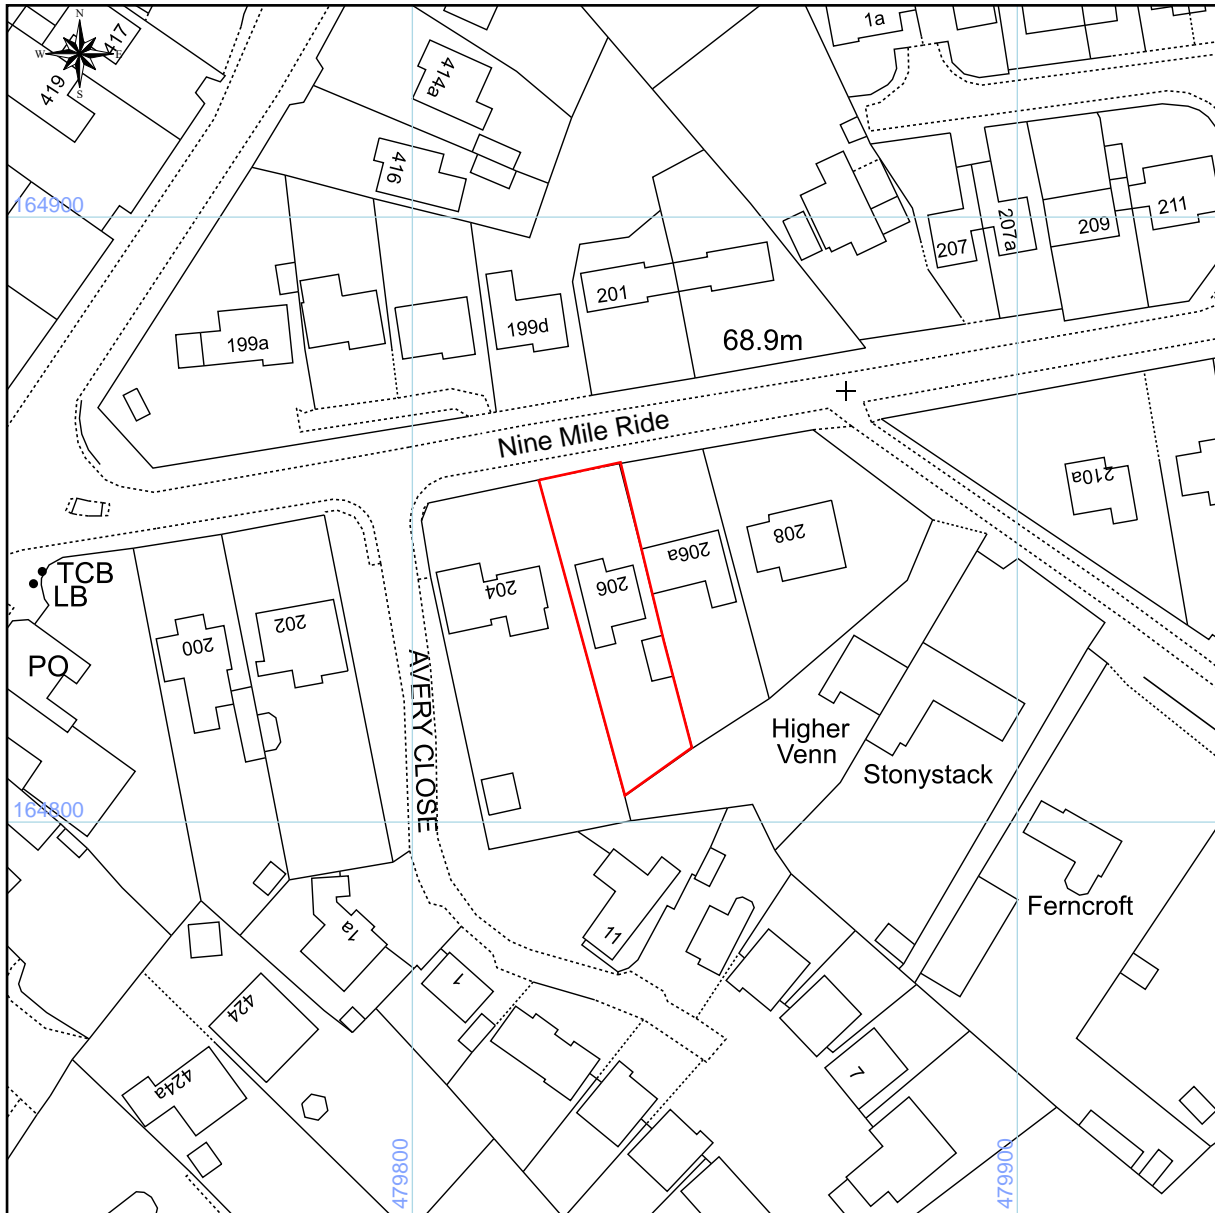 N
W
E
S
417
419
414a
416
1a
164900
207
207a
209
211
199a
199d
201
68.9m
Nine Mile Ride
210a
TCB
LB
PO
200
202
204
206
206a
208
AVERY CLOSE
Higher
Venn
Stonystack
164800
Ferncroft
11
1a
1
424
424a
7
479800
479900